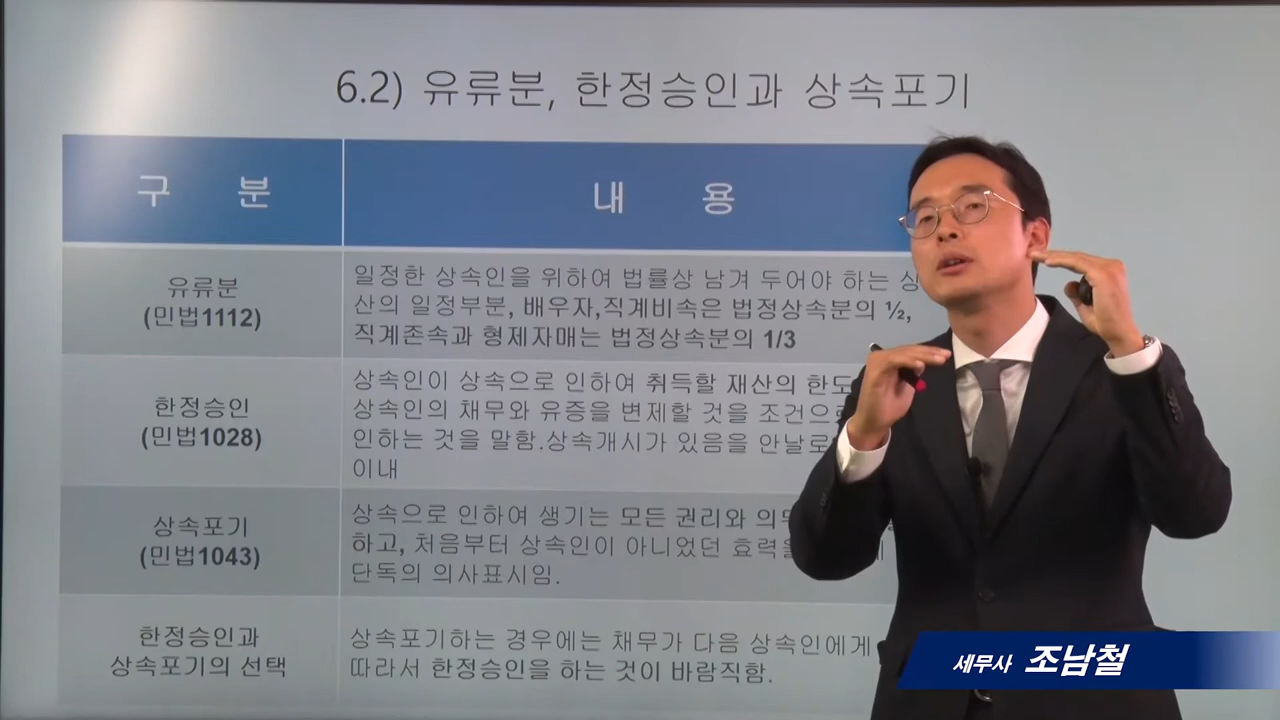 6.2) 유류분, 한정승인과 상속포기
구 분
내 용
유류분
(민법1112)
일정한 상속인을 위하여 법률상 남겨 두어야 하는
산의 일정부분, 배우자,직계비속은 법정상속분의 ½,
직계존속과 형제자매는 법정상속분의 1/3
한정승인
(민법1028)
상속인이 상속으로 인하여 취득할 재산의 한도
상속인의 채무와 유증을 변제할 것을 조건으로
인하는 것을 말함.상속개시가 있음을 안날로
이내
상속포기
(민법1043)
상속으로 인하여 생기는 모든 권리와
하고, 처음부터 상속인이 아니었던 효력을
단독의 의사표시임.
한정승인과
상속포기의 선택
상속포기하는 경우에는 채무가 다음 상속인에게
따라서 한정승인을 하는 것이 바람직함.
세무사 조남철